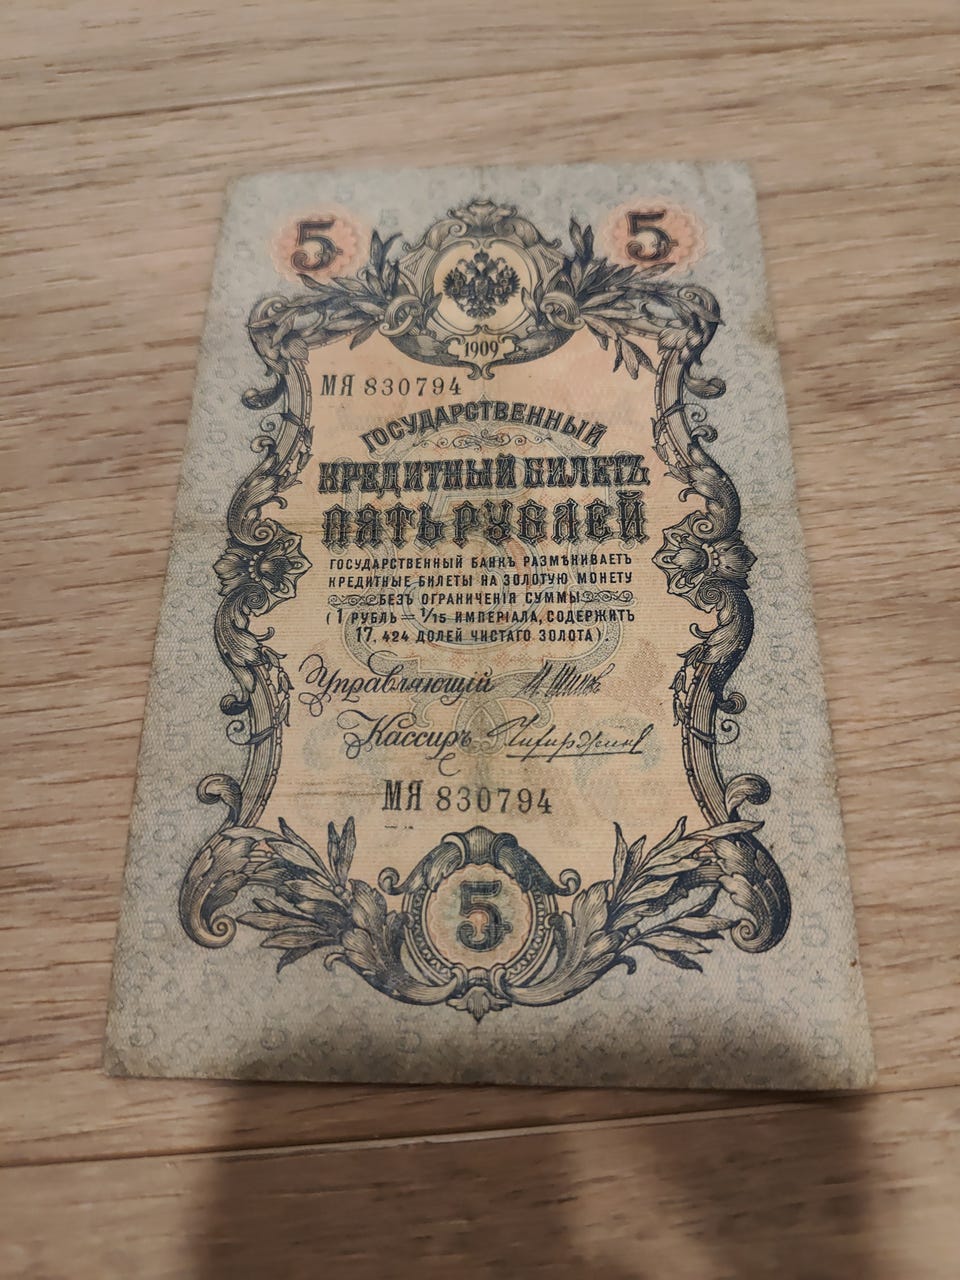 5 5
1909
МЯ 830794
ГОСУДАРСТВЕННЫЙ
КРЕДИТНЫЙ БИЛЕТЪ
ПЯТЬ РУБЛЕЙ
ГОСУДАРСТВЕННЫЙ БАНКЪ РАЗМѢНИВАЕТЪ
КРЕДИТНЫЕ БИЛЕТЫ НА ЗОЛОТУЮ МОНЕТУ
БЕЗЪ ОГРАНИЧЕНІЯ СУММЫ
(1 РУБЛЬ = 1/15 ИМПЕРІАЛА, СОДЕРЖИТЪ
17,424 ДОЛЕЙ ЧИСТАГО ЗОЛОТА).
Управляющій
Кассиръ
МЯ 830794
5